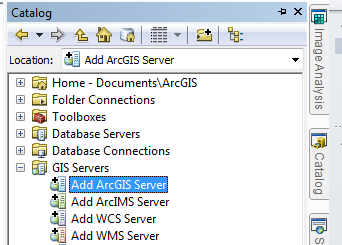 Catalog
Location: Add ArcGIS Server
Home - Documents\ArcGIS
Folder Connections
Toolboxes
Database Servers
Database Connections
GIS Servers
Add ArcGIS Server
Add ArcIMS Server
Add WCS Server
Add WMS Server
Image Analysis
Catalog
S